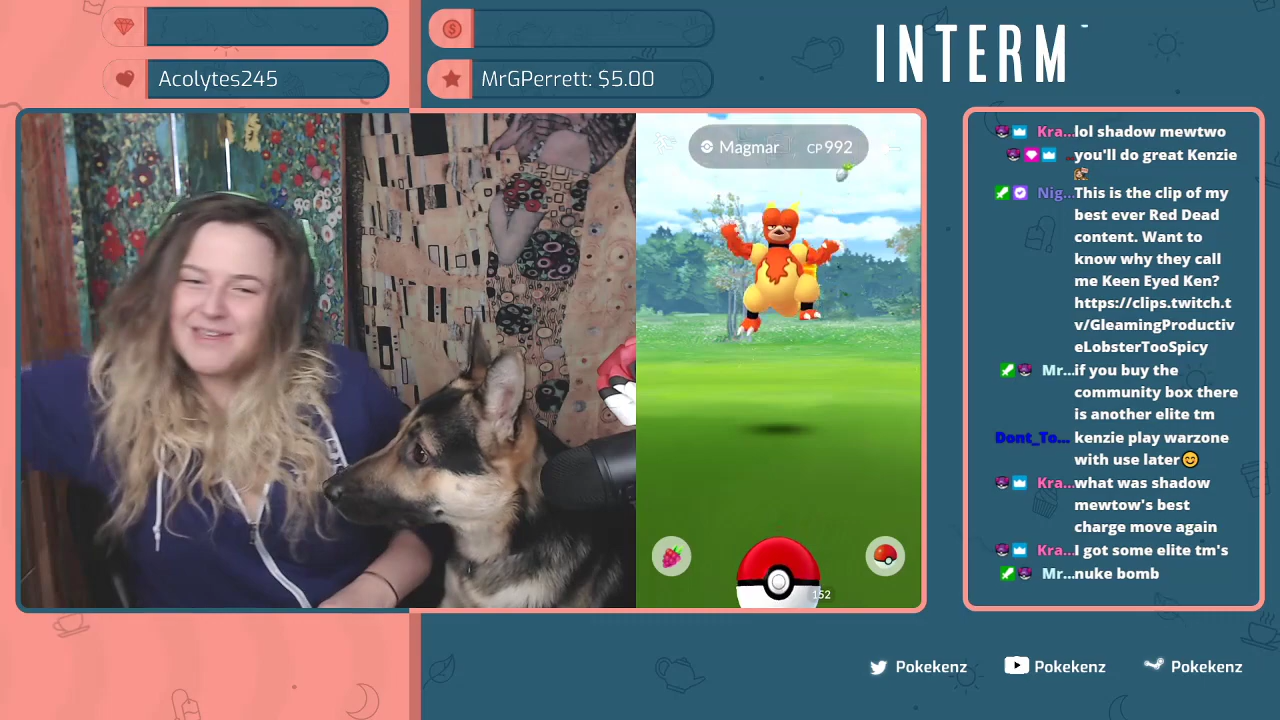 Acolytes245
MrGPerrett: $5.00
INTERM
Magmar CP992
152
Kra...lol shadow mewtwo
you'll do great Kenzie
Nig...This is the clip of my
best ever Red Dead
content. Want to
know why they call
me Keen Eyed Ken?
https://clips.twitch.t
v/GleamingProductiv
eLobsterTooSpicy
Mr...if you buy the
community box there
is another elite tm
Dont_To...kenzie play warzone
with use later😊
Kra...what was shadow
mewtow's best
charge move again
Kra...I got some elite tm's
Mr...nuke bomb
Pokekenz
Pokekenz
Pokekenz